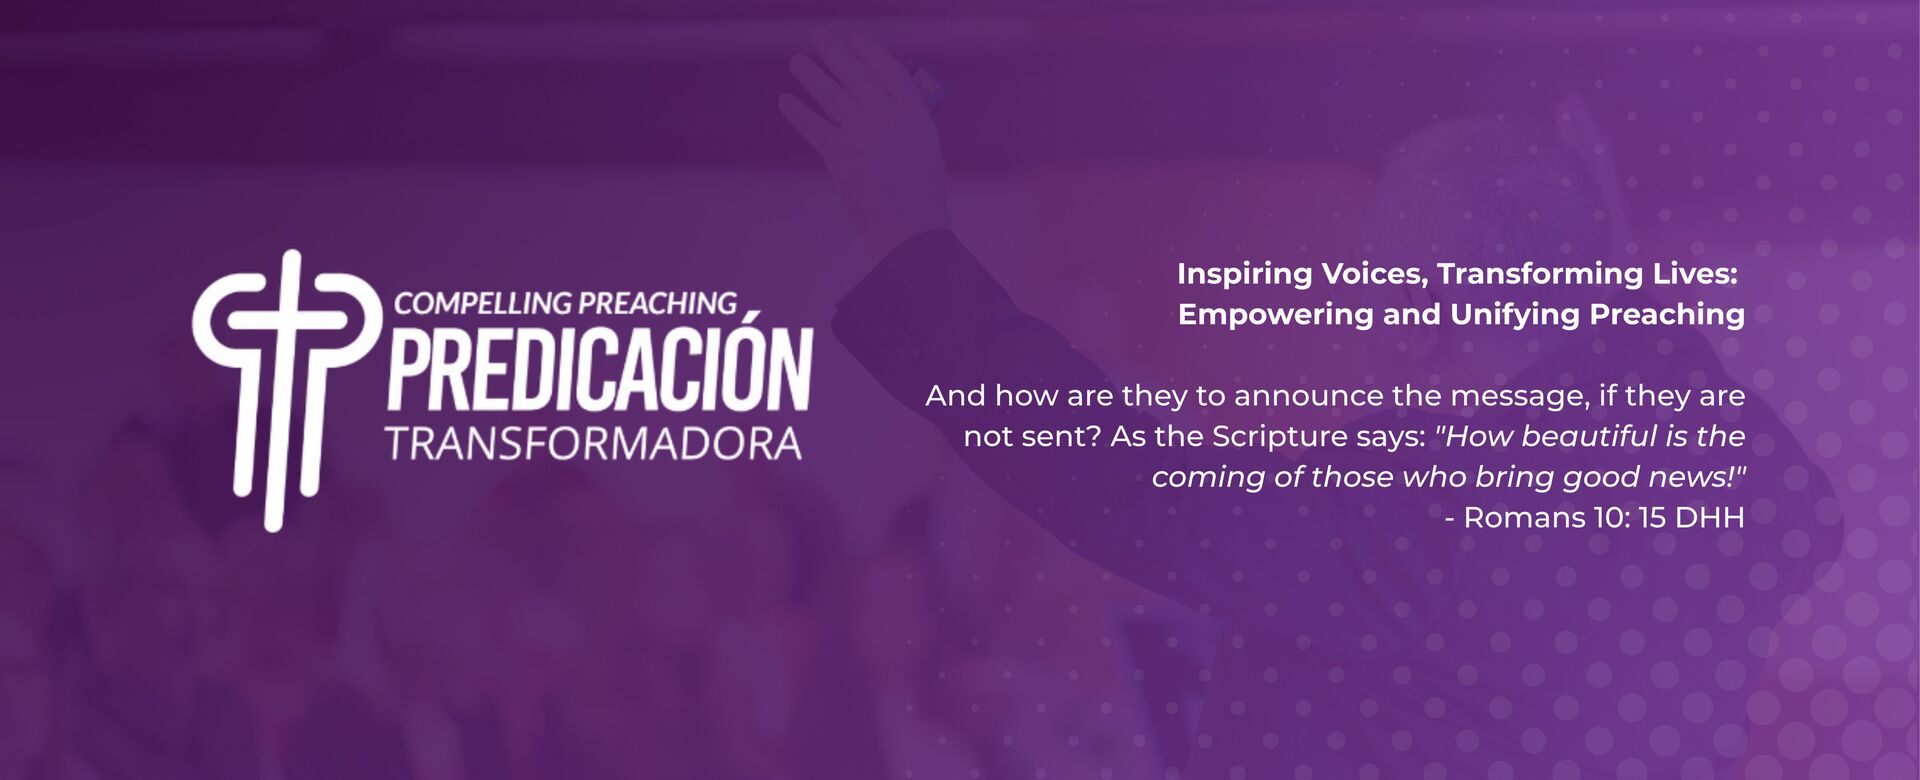 COMPELLING PREACHING
PREDICACIÓN
TRANSFORMADORA
Inspiring Voices, Transforming Lives:
Empowering and Unifying Preaching
And how are they to announce the message, if they are
not sent? As the Scripture says: "How beautiful is the
coming of those who bring good news!"
- Romans 10: 15 DHH